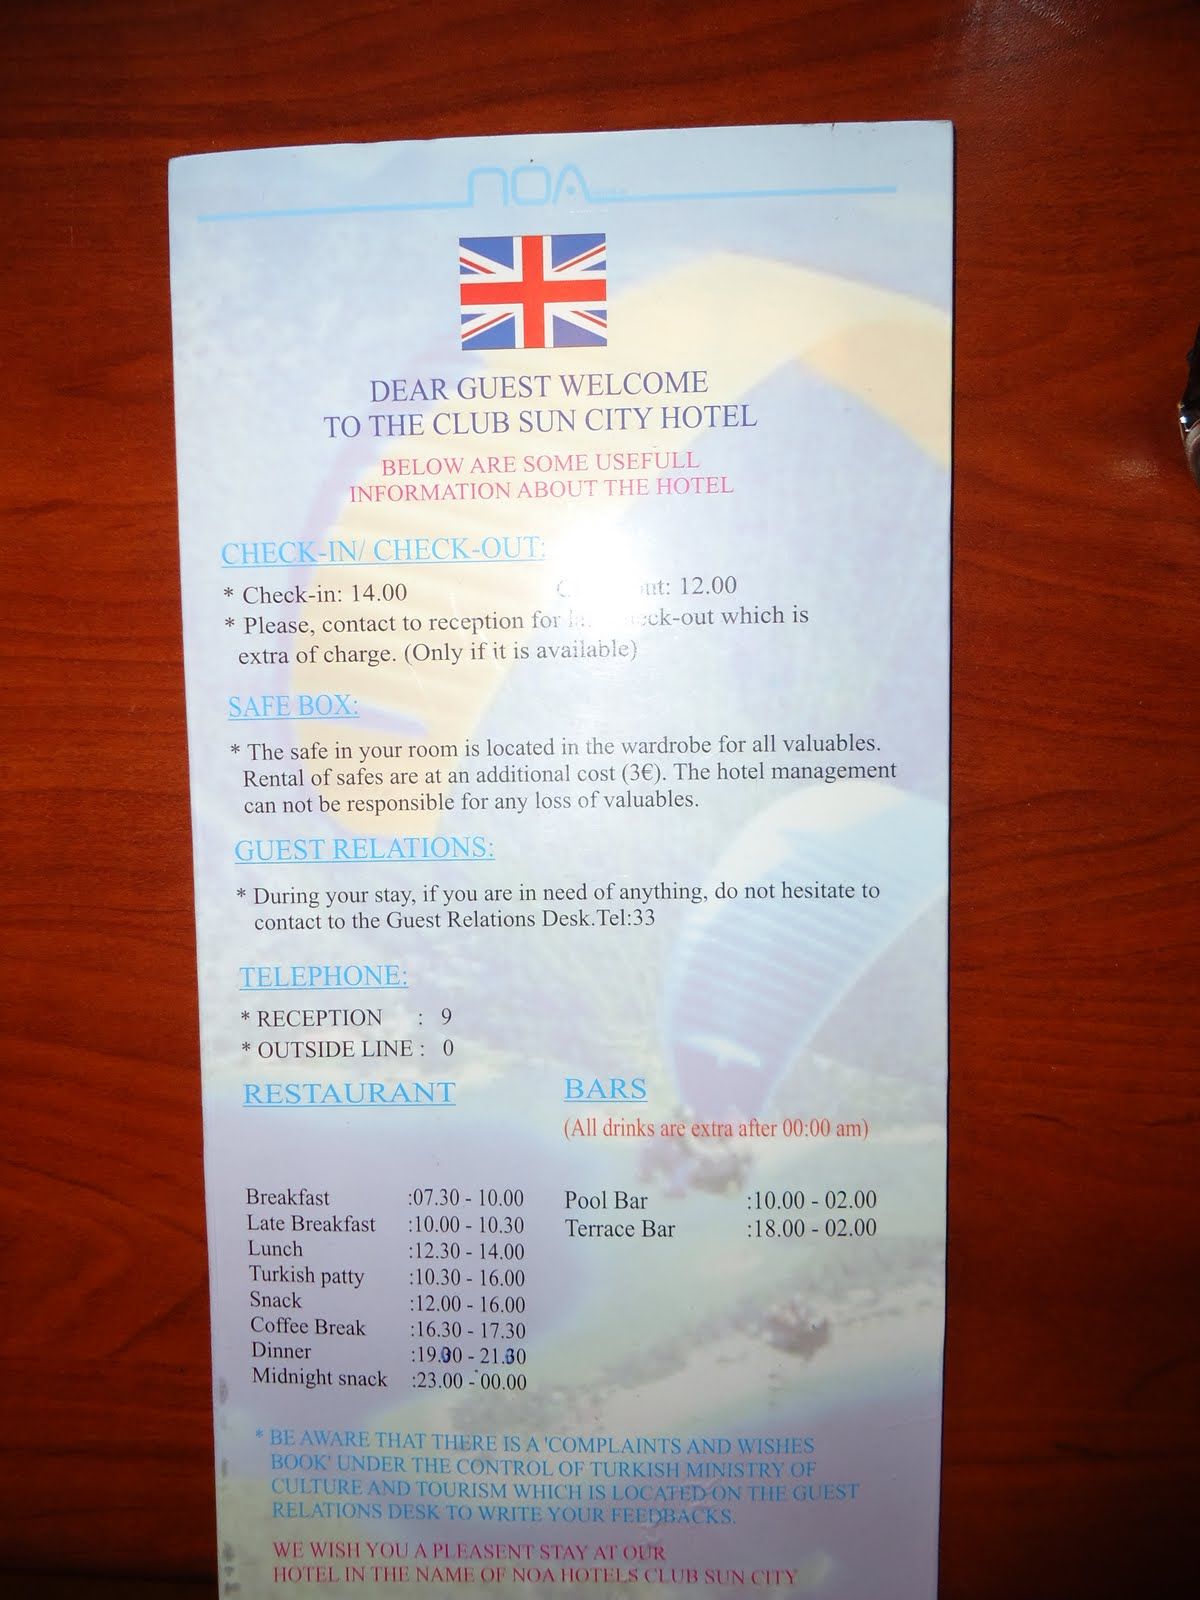 NOA
DEAR GUEST WELCOME
TO THE CLUB SUN CITY HOTEL
BELOW ARE SOME USEFULL
INFORMATION ABOUT THE HOTEL
CHECK-IN/ CHECK-OUT:
* Check-in: 14.00 out: 12.00
* Please, contact to reception for check-out which is
extra of charge. (Only if it is available)
SAFE BOX:
* The safe in your room is located in the wardrobe for all valuables.
Rental of safes are at an additional cost (3€). The hotel management
can not be responsible for any loss of valuables.
GUEST RELATIONS:
* During your stay, if you are in need of anything, do not hesitate to
contact to the Guest Relations Desk.Tel:33
TELEPHONE:
* RECEPTION : 9
* OUTSIDE LINE : 0
RESTAURANT
Breakfast :07.30 - 10.00
Late Breakfast :10.00 - 10.30
Lunch :12.30 - 14.00
Turkish patty :10.30 - 16.00
Snack :12.00 - 16.00
Coffee Break :16.30 - 17.30
Dinner
Midnight snack :23.00 - 00.00
BARS
(All drinks are extra after 00:00 am)
Pool Bar :10.00 - 02.00
Terrace Bar :18.00 - 02.00
* BE AWARE THAT THERE IS A 'COMPLAINTS AND WISHES
BOOK' UNDER THE CONTROL OF TURKISH MINISTRY OF
CULTURE AND TOURISM WHICH IS LOCATED ON THE GUEST
RELATIONS DESK TO WRITE YOUR FEEDBACKS.
WE WISH YOU A PLEASENT STAY AT OUR
HOTEL IN THE NAME OF NOA HOTELS CLUB SUN CITY